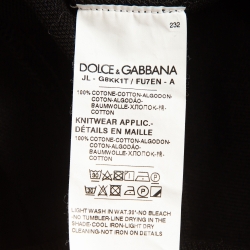 232
DOLCE & GABBANA
JL - G8KK1T / FU7EN - A
100% COTONE-COTTON-ALGODON-
COTON-ALGODÃO-
BAUMWOLLE-ХЛОПОК-棉-
COTTON
KNITWEAR APPLIC.-
DÉTAILS EN MAILLE
100% COTONE-COTTON-ALGODON-
COTON-ALGODÃO-
BAUMWOLLE-ХЛОПОК-棉-
COTTON
LIGHT WASH IN WAT.30°-NO BLEACH
-NO TUMBLER-LINE DRYING IN THE
SHADE-COOL IRON-LIGHT DRY
CLEANING-NOT IRON ON DETAILS